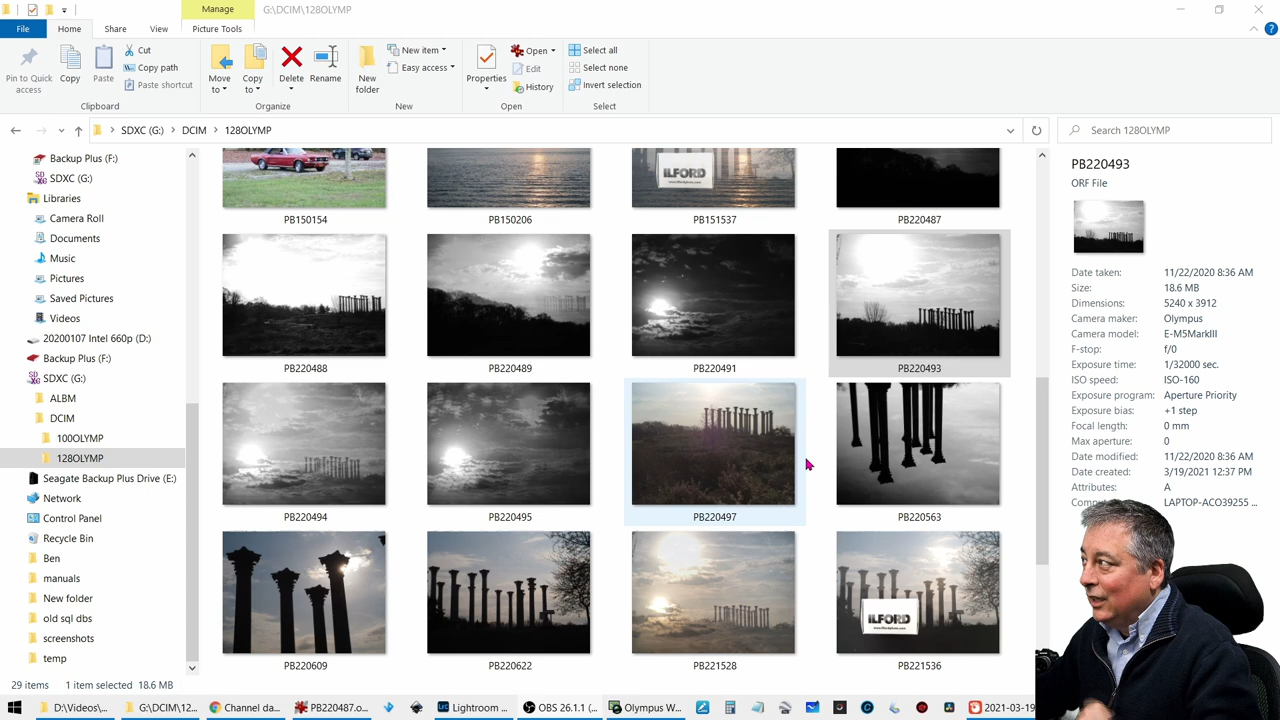 Manage
G:\DCIM\128OLYMP
File
Home
Share
View
Picture Tools
Pin to Quick
access
Copy
Paste
Cut
Copy path
Paste shortcut
Move
to
Copy
to
Delete
Rename
New
folder
New item
Easy access
Properties
Open
Edit
History
Select all
Select none
Invert selection
Clipboard
Organize
New
Open
Select
SDXC (G:)
DCIM
128OLYMP
Search 128OLYMP
Backup Plus (F:)
SDXC (G:)
Libraries
Camera Roll
Documents
Music
Pictures
Saved Pictures
Videos
20200107 Intel 660p (D:)
Backup Plus (F:)
SDXC (G:)
ALBM
DCIM
100OLYMP
128OLYMP
Seagate Backup Plus Drive (E:)
Network
Control Panel
Recycle Bin
Ben
manuals
New folder
old sql dbs
screenshots
temp
ILFORD
www.ilfordphoto.com
PB150154
PB150206
PB151537
PB220487
PB220488
PB220489
PB220491
PB220493
PB220494
PB220495
PB220497
PB220563
ILFORD
www.ilfordphoto.com
PB220609
PB220622
PB221528
PB221536
PB220493
ORF File
Date taken: 11/22/2020 8:36 AM
Size: 18.6 MB
Dimensions: 5240 x 3912
Camera maker: Olympus
Camera model: E-M5MarkIII
F-stop: f/0
Exposure time: 1/32000 sec.
ISO speed: ISO-160
Exposure program: Aperture Priority
Exposure bias: +1 step
Focal length: 0 mm
Max aperture: 0
Date modified: 11/22/2020 8:36 AM
Date created: 3/19/2021 12:37 PM
Attributes: A
LAPTOP-ACO39255 ...
29 items
1 item selected 18.6 MB
D:\Videos\...
G:\DCIM\12...
Channel da...
PB220487.o...
Lightroom ...
OBS 26.1.1 (...
Olympus W...
2021-03-19